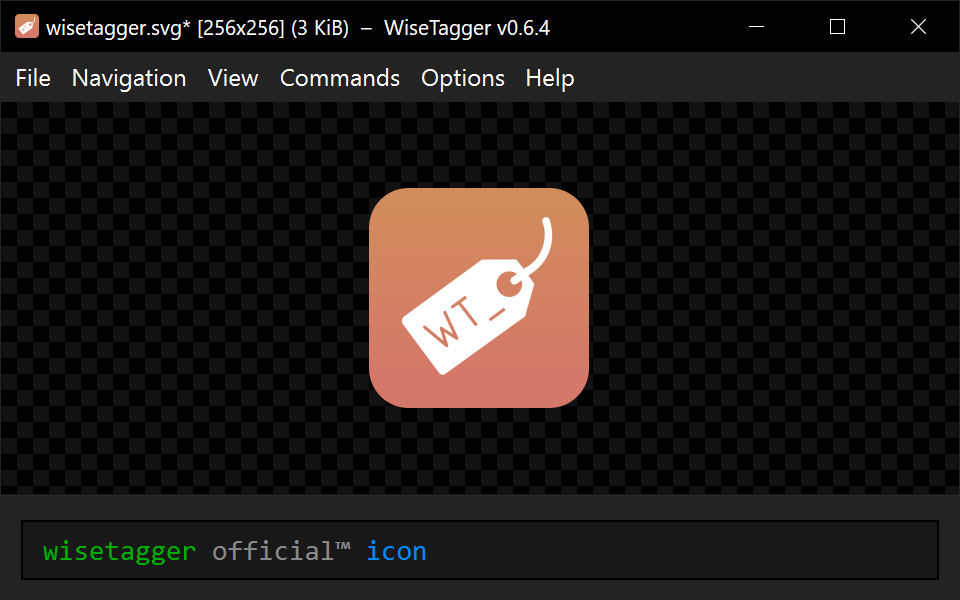 wisetagger.svg* [256x256] (3 KiB) – WiseTagger v0.6.4
File Navigation View Commands Options Help
WT_
wisetagger official™ icon